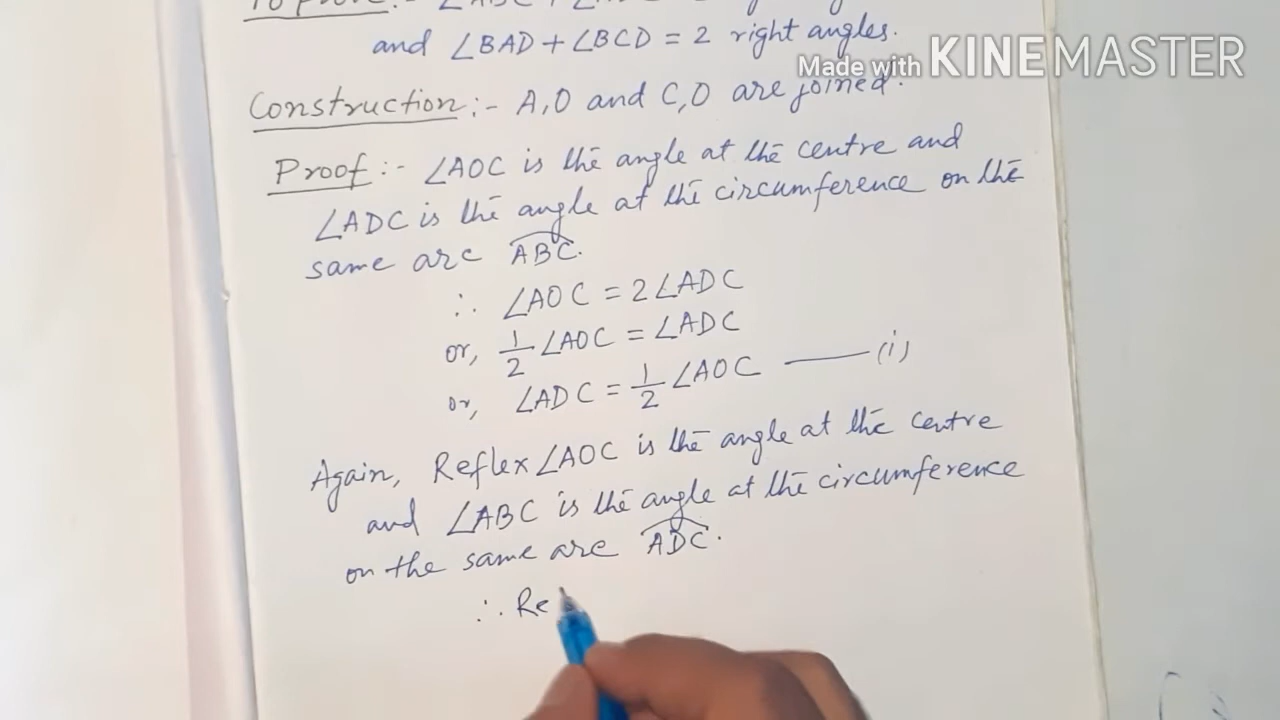 To prove:- ∠ABC + ∠
and ∠BAD + ∠BCD = 2 right angles.
Made with KINEMASTER
Construction:- A,O and C,O are joined.
Proof:- ∠AOC is the angle at the centre and
∠ADC is the angle at the circumference on the
same arc ABC.
∴ ∠AOC = 2∠ADC
or, 1/2 ∠AOC = ∠ADC
or, ∠ADC = 1/2 ∠AOC —— (i)
Again, Reflex ∠AOC is the angle at the centre
and ∠ABC is the angle at the circumference
on the same arc ADC.
∴ Re